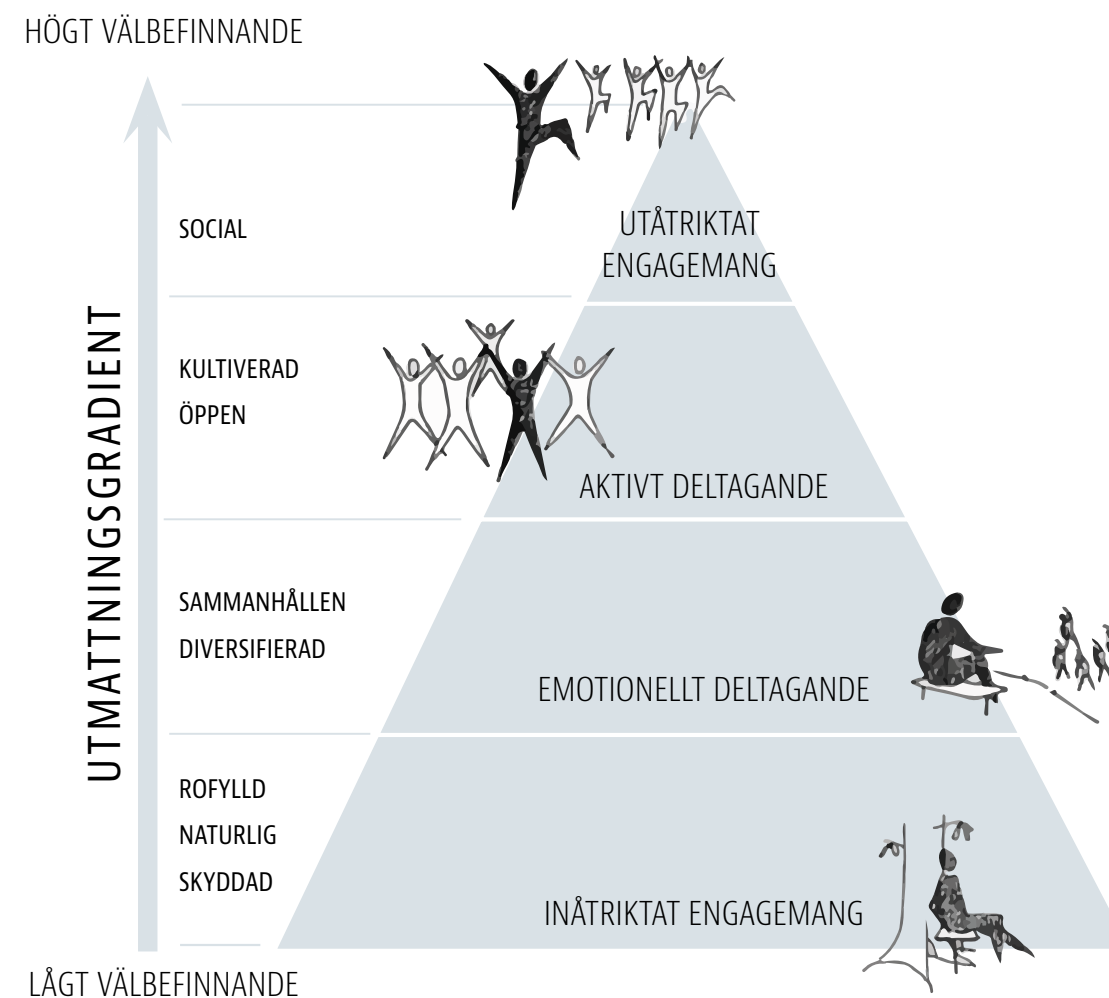 HÖGT VÄLBEFINNANDE
UTMATTNINGSGRADIENT
SOCIAL
UTÅTRIKTAT
ENGAGEMANG
KULTIVERAD
ÖPPEN
AKTIVT DELTAGANDE
SAMMANHÅLLEN
DIVERSIFIERAD
EMOTIONELLT DELTAGANDE
ROFYLLD
NATURLIG
SKYDDAD
INÅTRIKTAT ENGAGEMANG
LÅGT VÄLBEFINNANDE